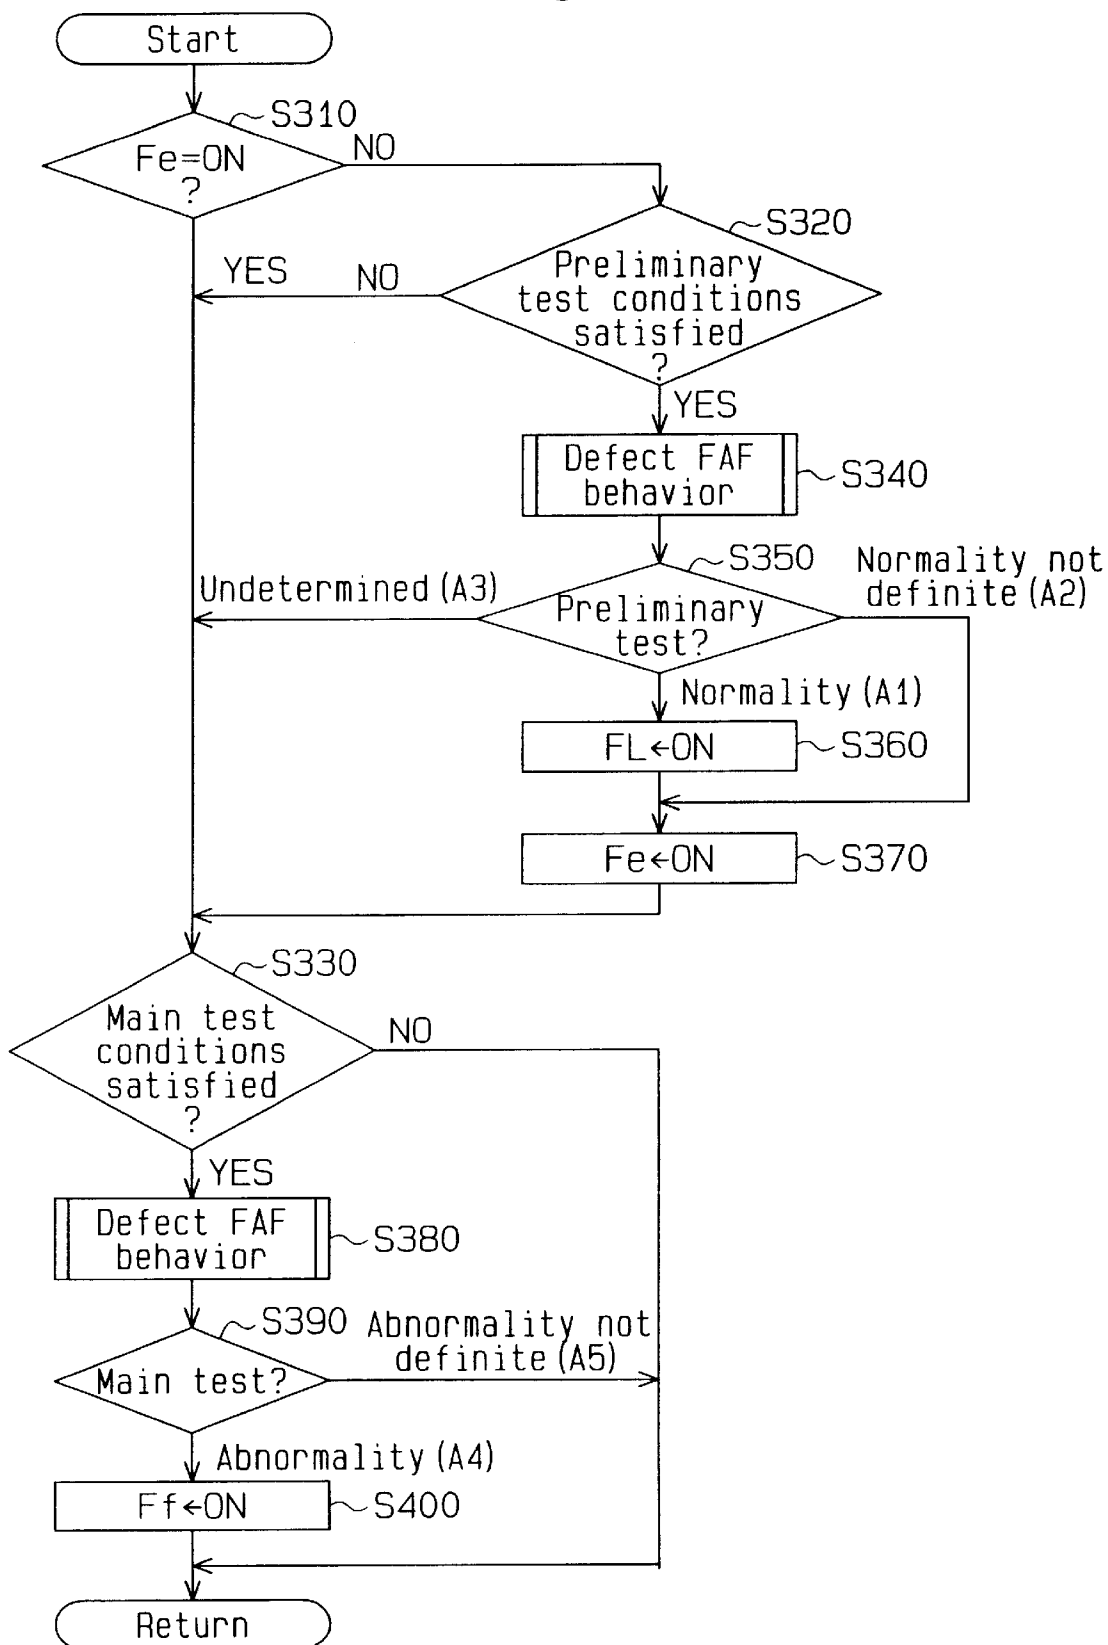 Start
S310
Fe=ON
?
NO
S320
Preliminary
test conditions
satisfied
?
YES
NO
YES
Defect FAF
behavior
S340
S350
Normality not
definite (A2)
Undetermined (A3)
Preliminary
test?
Normality (A1)
FL←ON
S360
Fe←ON
S370
S330
Main test
conditions
satisfied
?
NO
YES
Defect FAF
behavior
S380
S390
Abnormality not
definite (A5)
Main test?
Abnormality (A4)
Ff←ON
S400
Return